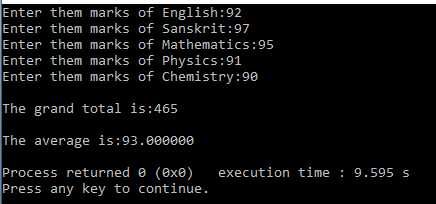 Enter them marks of English:92
Enter them marks of Sanskrit:97
Enter them marks of Mathematics:95
Enter them marks of Physics:91
Enter them marks of Chemistry:90
The grand total is:465
The average is:93.000000
Process returned 0 (0x0)   execution time : 9.595 s
Press any key to continue.